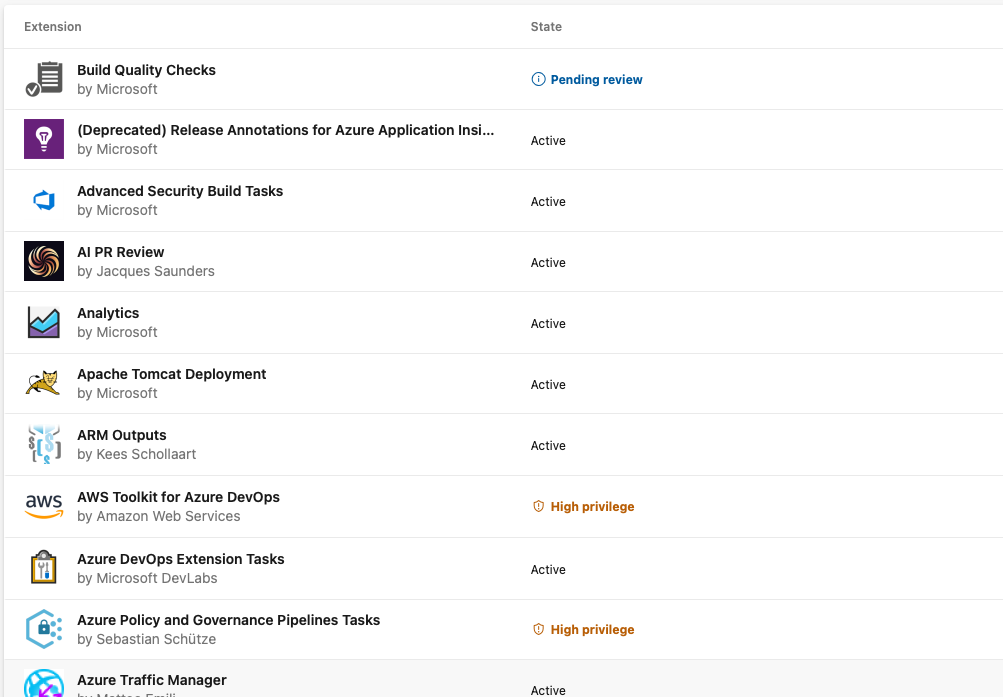 Extension State
Build Quality Checks
by Microsoft
Pending review
(Deprecated) Release Annotations for Azure Application Insi...
by Microsoft
Active
Advanced Security Build Tasks
by Microsoft
Active
AI PR Review
by Jacques Saunders
Active
Analytics
by Microsoft
Active
Apache Tomcat Deployment
by Microsoft
Active
ARM Outputs
by Kees Schollaart
Active
aws
AWS Toolkit for Azure DevOps
by Amazon Web Services
High privilege
Azure DevOps Extension Tasks
by Microsoft DevLabs
Active
Azure Policy and Governance Pipelines Tasks
by Sebastian Schütze
High privilege
Azure Traffic Manager
by Matteo Emili
Active